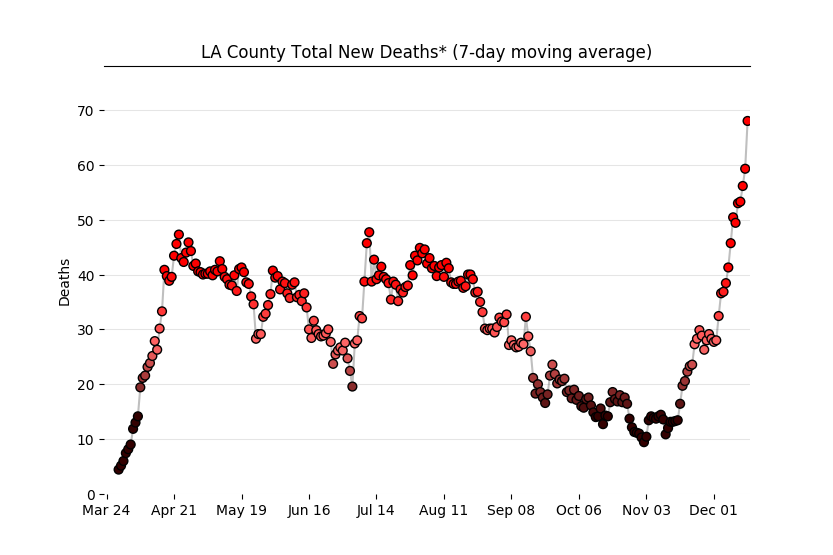 LA County Total New Deaths* (7-day moving average)
70
60
50
40
30
20
10
0
Deaths
Mar 24 Apr 21 May 19 Jun 16 Jul 14 Aug 11 Sep 08 Oct 06 Nov 03 Dec 01